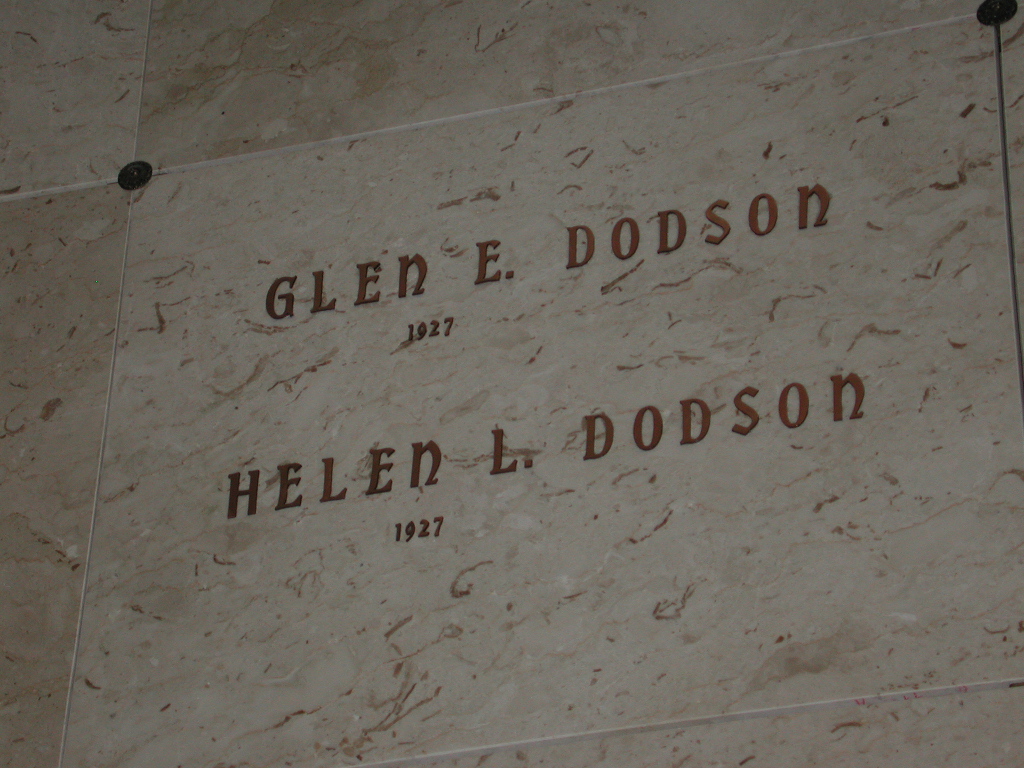 GLEN E. DODSON
1927
HELEN L. DODSON
1927